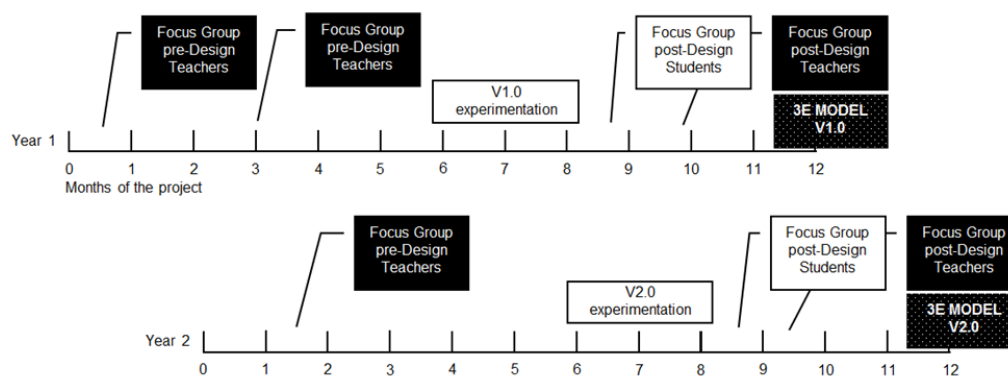 Focus Group
pre-Design
Teachers
Focus Group
pre-Design
Teachers
V1.0
experimentation
Focus Group
post-Design
Students
Focus Group
post-Design
Teachers
3E MODEL
V1.0
Year 1
0 1 2 3 4 5 6 7 8 9 10 11 12
Months of the project
Focus Group
pre-Design
Teachers
V2.0
experimentation
Focus Group
post-Design
Students
Focus Group
post-Design
Teachers
3E MODEL
V2.0
Year 2
0 1 2 3 4 5 6 7 8 9 10 11 12